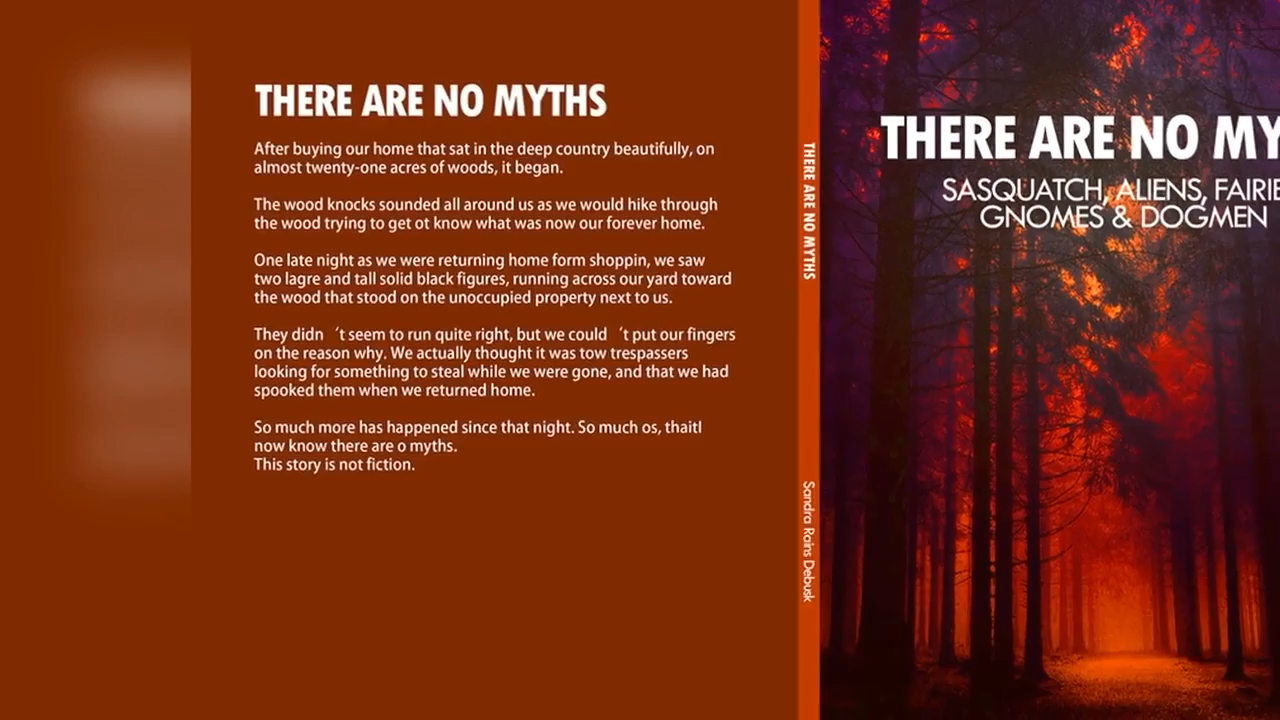 THERE ARE NO MYTHS
After buying our home that sat in the deep country beautifully, on
almost twenty-one acres of woods, it began.
The wood knocks sounded all around us as we would hike through
the wood trying to get ot know what was now our forever home.
One late night as we were returning home form shoppin, we saw
two lagre and tall solid black figures, running across our yard toward
the wood that stood on the unoccupied property next to us.
They didn ´t seem to run quite right, but we could ´t put our fingers
on the reason why. We actually thought it was tow trespassers
looking for something to steal while we were gone, and that we had
spooked them when we returned home.
So much more has happened since that night. So much os, thaitI
now know there are o myths.
This story is not fiction.
THERE ARE NO MYTHS
Sandra Rains Debusk
THERE ARE NO MY
SASQUATCH, ALIENS, FAIRIE
GNOMES & DOGMEN